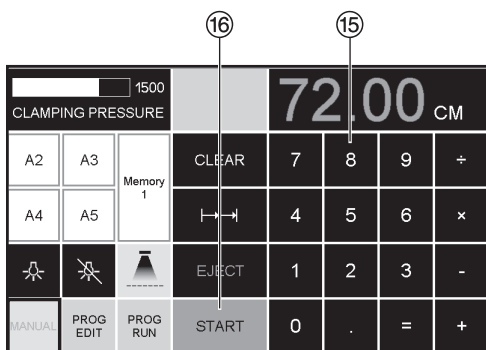 16 15
1500
72.00 CM
CLAMPING PRESSURE
A2 A3 Memory 1 CLEAR 7 8 9 ÷
A4 A5 4 5 6 ×
EJECT 1 2 3 -
MANUAL PROG EDIT PROG RUN START 0 . = +